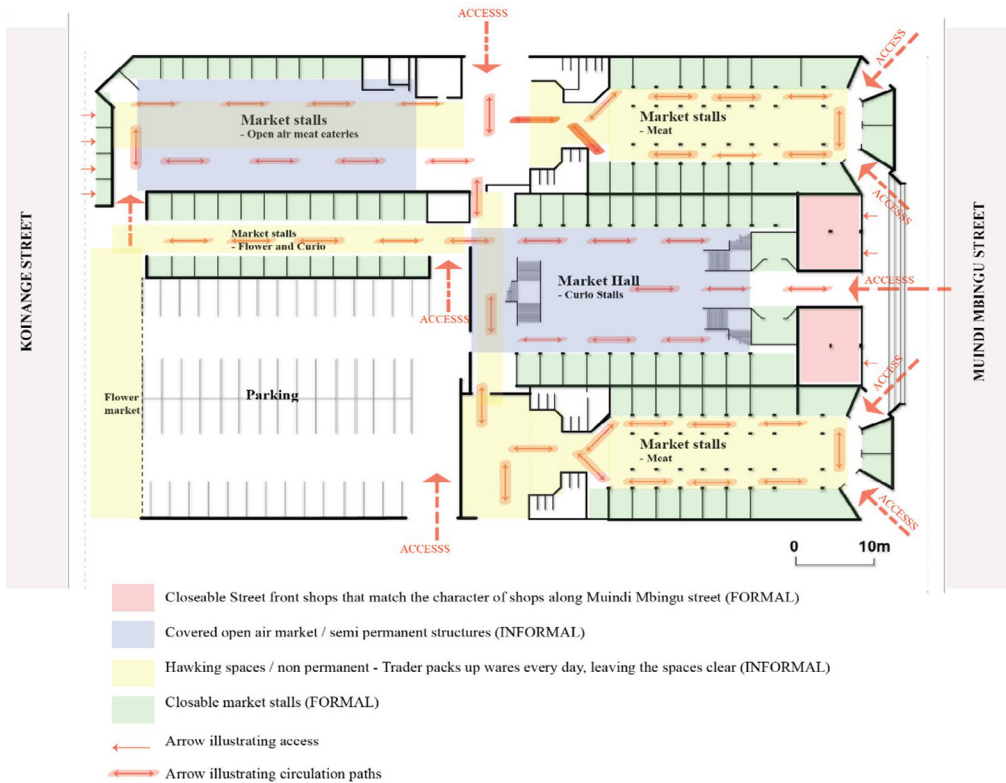 ACCESSS
ACCESSS
Market stalls
- Open air meat eateries
Market stalls
- Meat
ACCESSS
KOINANGE STREET
MUINDI MBINGU STREET
Market stalls
- Flower and Curio
Market Hall
- Curio Stalls
ACCESSS
ACCESSS
Flower
market
Parking
ACCESSS
Market stalls
- Meat
ACCESSS
ACCESSS
0 10m
Closeable Street front shops that match the character of shops along Muindi Mbingu street (FORMAL)
Covered open air market / semi permanent structures (INFORMAL)
Hawking spaces / non permanent - Trader packs up wares every day, leaving the spaces clear (INFORMAL)
Closable market stalls (FORMAL)
Arrow illustrating access
Arrow illustrating circulation paths